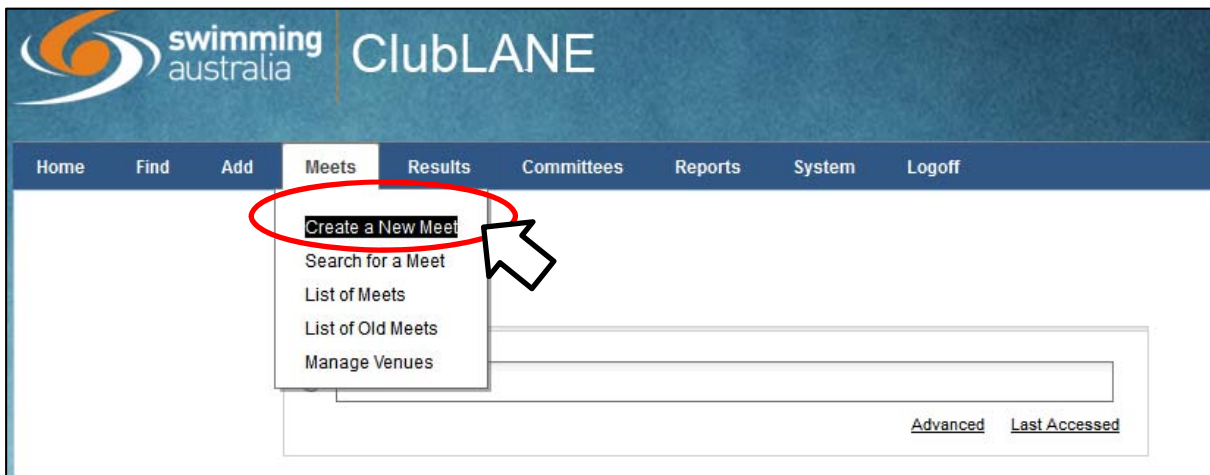 swimming
australia
ClubLANE
Home Find Add Meets Results Committees Reports System Logoff
Create a New Meet
Search for a Meet
List of Meets
List of Old Meets
Manage Venues
Advanced Last Accessed